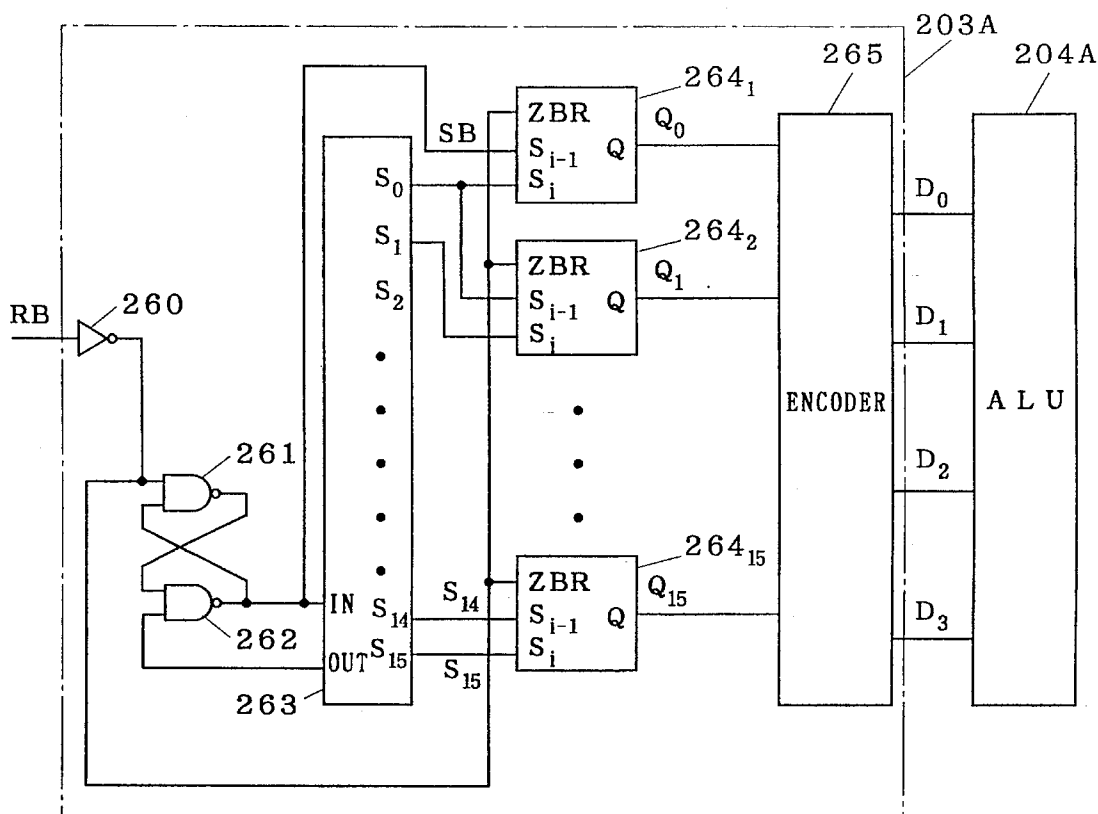 203A
265
204A
264₁
ZBR
Sᵢ₋₁ Q
Sᵢ
Q₀
SB
S₀
S₁
S₂
264₂
ZBR
Sᵢ₋₁ Q
Sᵢ
Q₁
D₀
D₁
D₂
D₃
RB
260
261
262
263
IN
OUT
S₁₄
S₁₅
S₁₄
S₁₅
264₁₅
ZBR
Sᵢ₋₁ Q
Sᵢ
Q₁₅
ENCODER
ALU